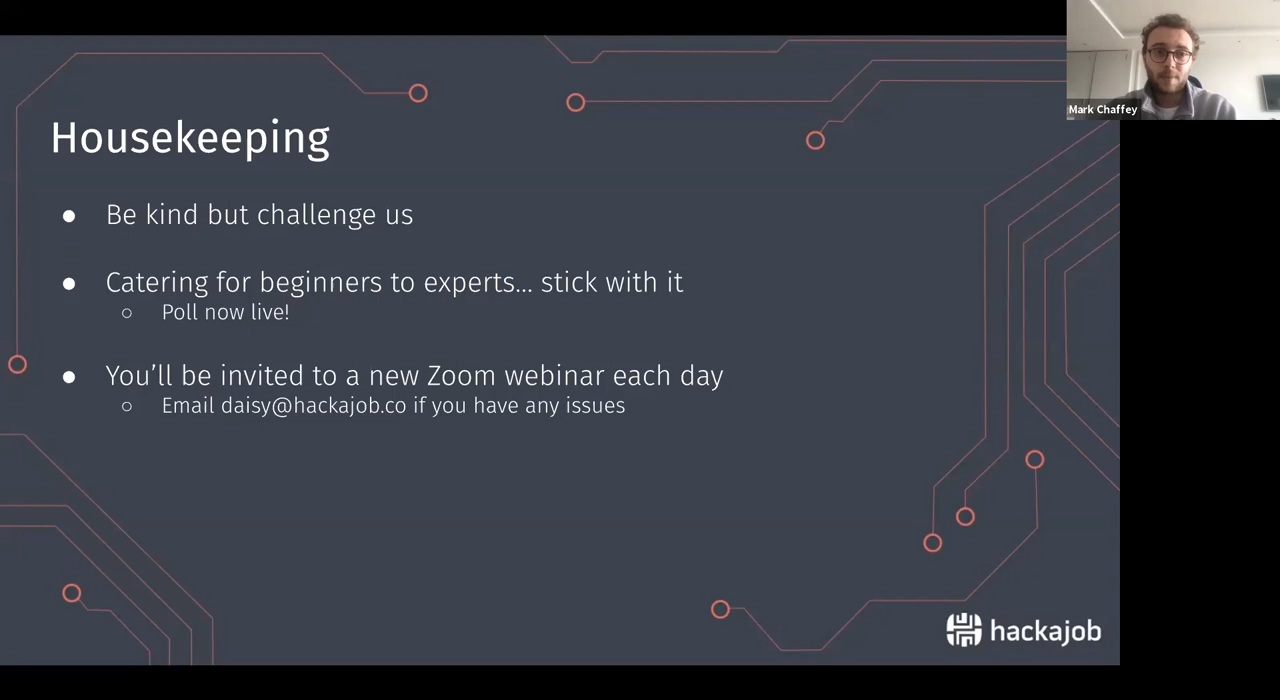 Mark Chaffey
Housekeeping
● Be kind but challenge us
● Catering for beginners to experts... stick with it
○ Poll now live!
● You’ll be invited to a new Zoom webinar each day
○ Email daisy@hackajob.co if you have any issues
hackajob